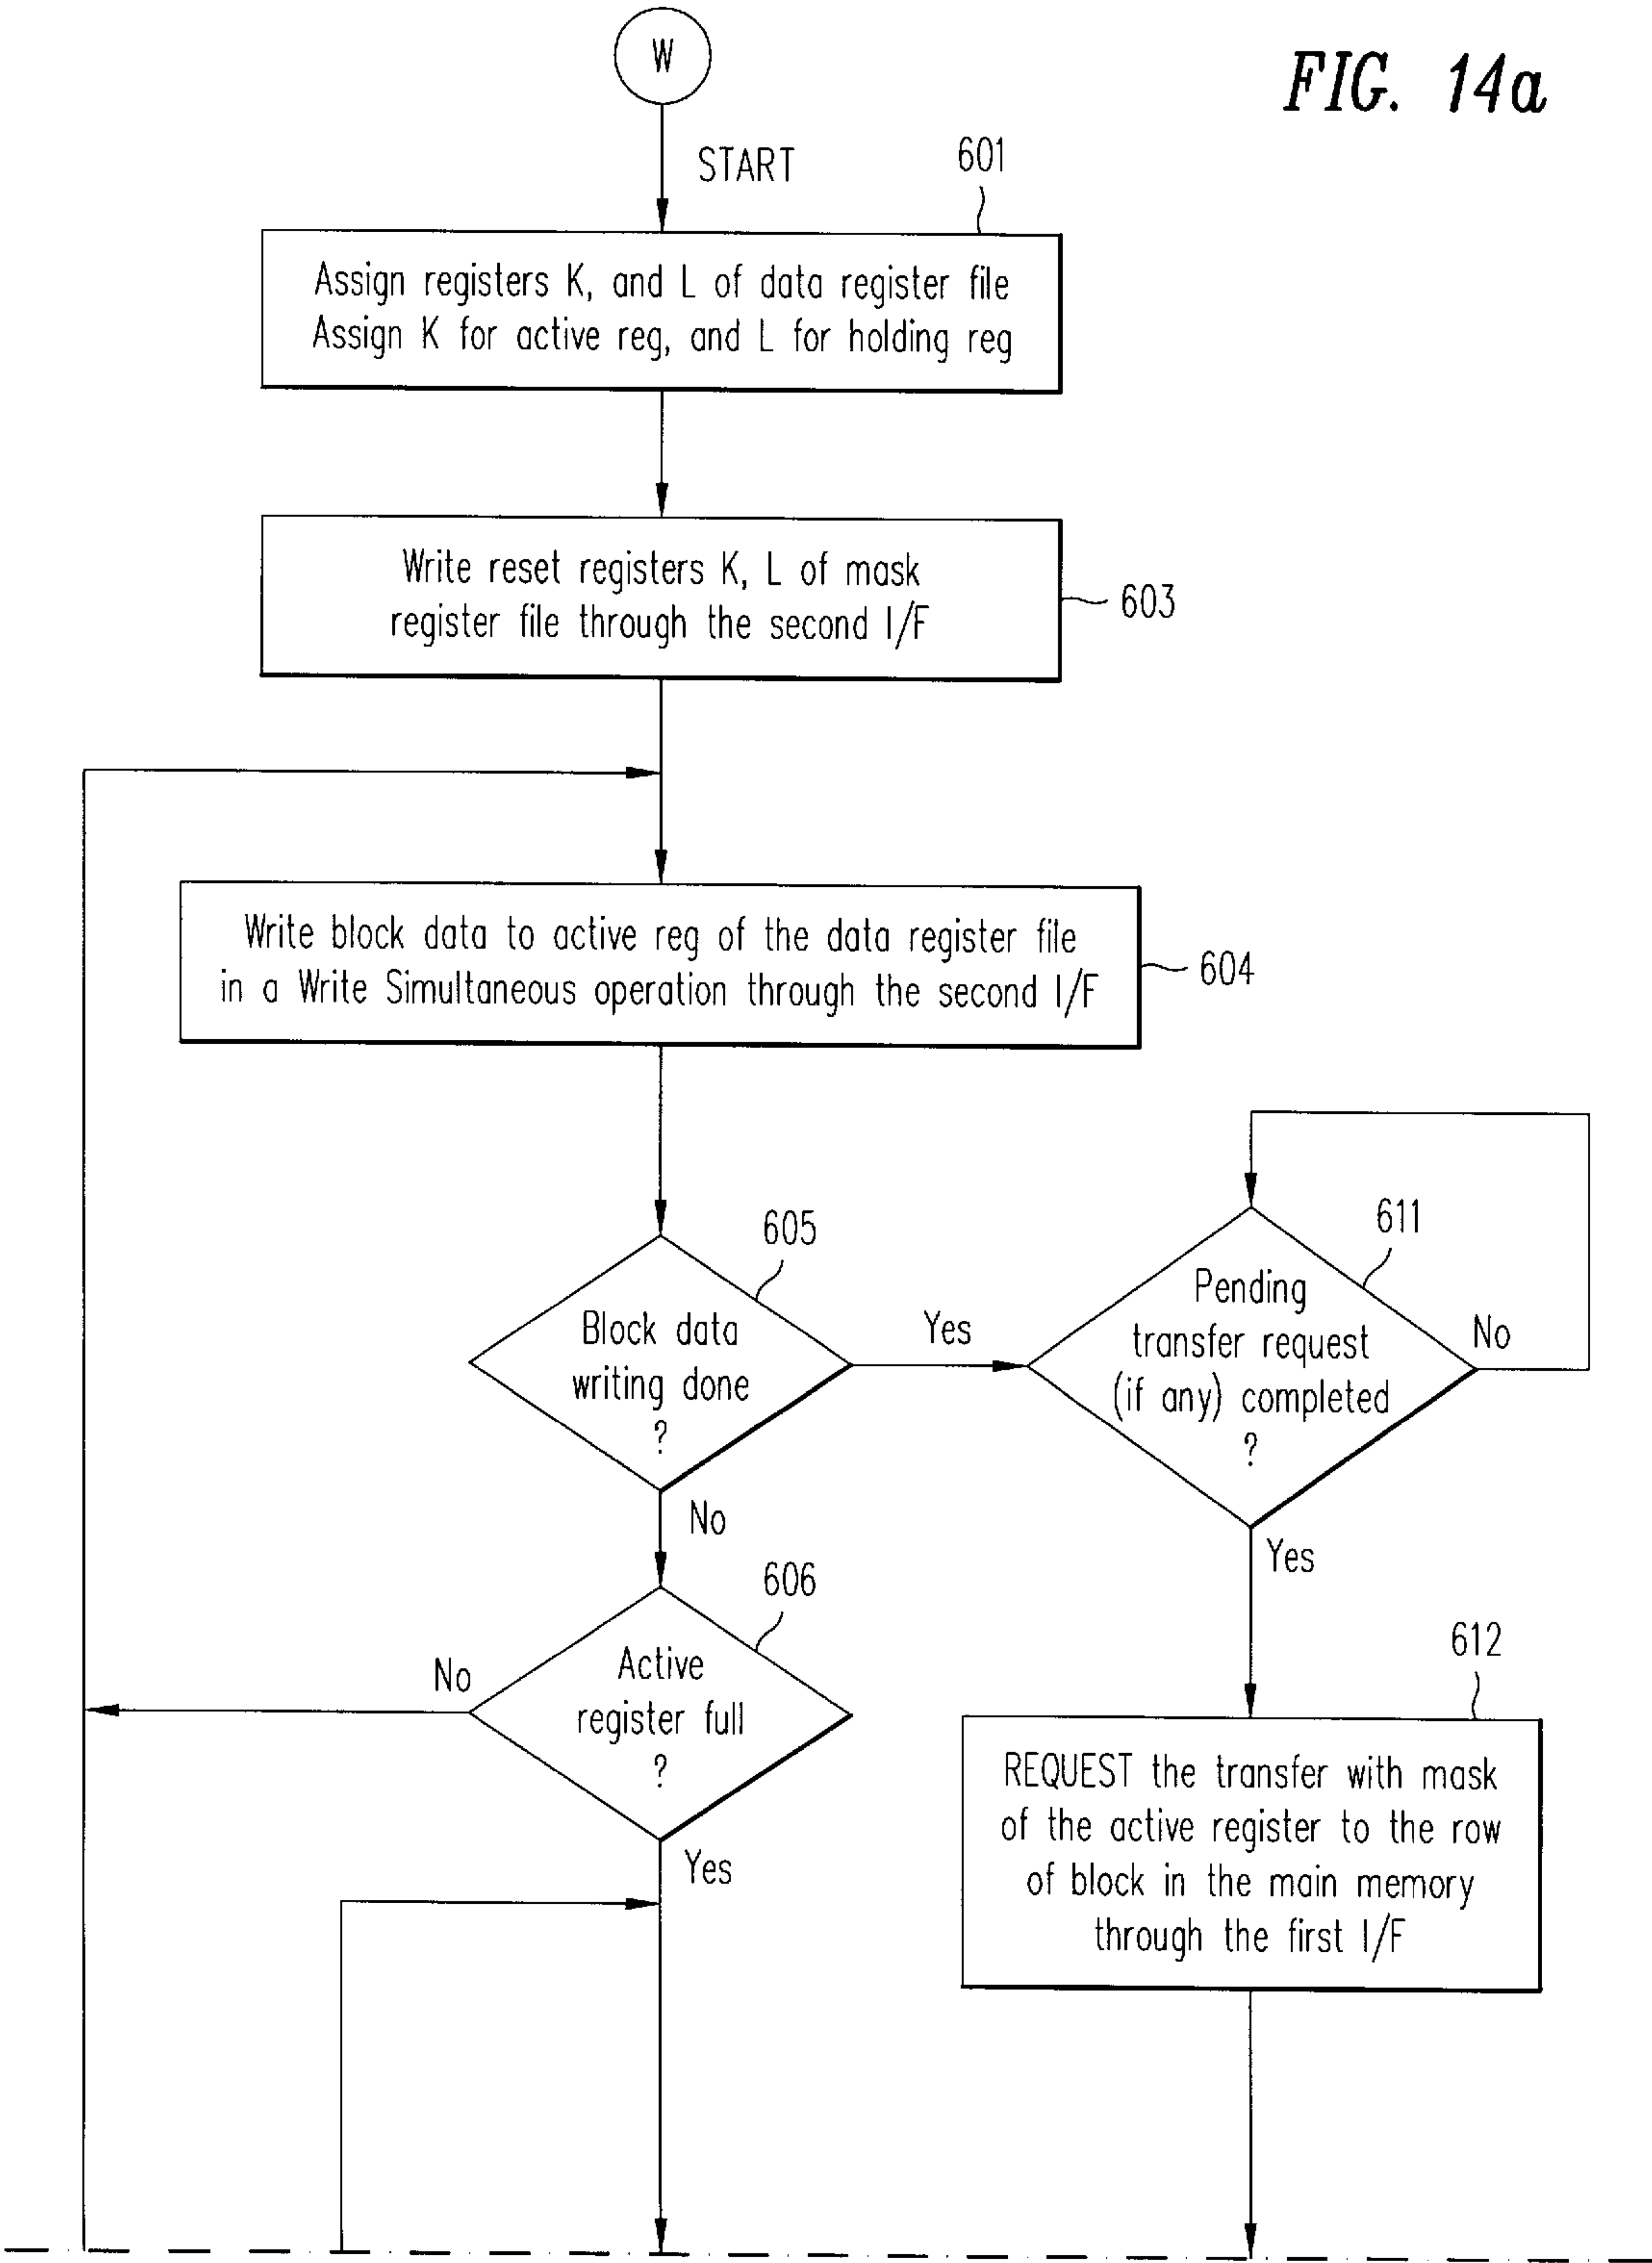 W
FIG. 14a
START
601
Assign registers K, and L of data register file
Assign K for active reg, and L for holding reg
Write reset registers K, L of mask
register file through the second I/F
603
Write block data to active reg of the data register file
in a Write Simultaneous operation through the second I/F
604
605
Block data
writing done
?
Yes
No
611
Pending
transfer request
(if any) completed
?
No
Yes
606
Active
register full
?
No
Yes
612
REQUEST the transfer with mask
of the active register to the row
of block in the main memory
through the first I/F